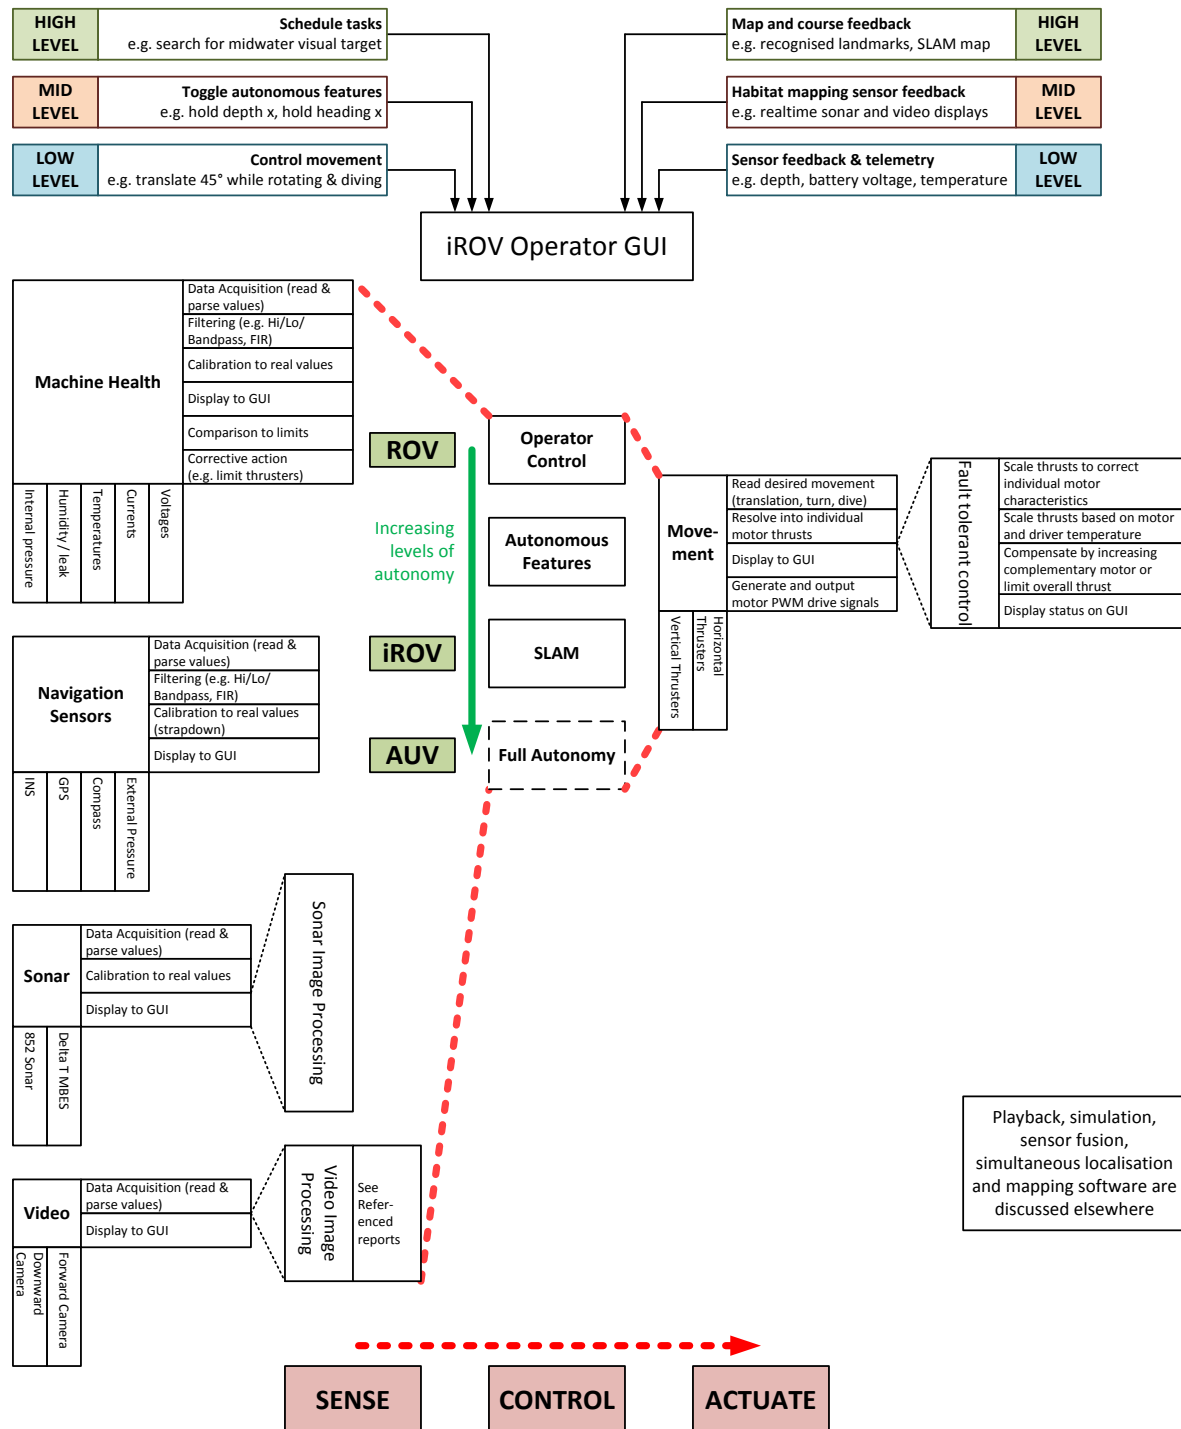 HIGH
LEVEL
Schedule tasks
e.g. search for midwater visual target
Map and course feedback
e.g. recognised landmarks, SLAM map
HIGH
LEVEL
MID
LEVEL
Toggle autonomous features
e.g. hold depth x, hold heading x
Habitat mapping sensor feedback
e.g. realtime sonar and video displays
MID
LEVEL
LOW
LEVEL
Control movement
e.g. translate 45° while rotating & diving
Sensor feedback & telemetry
e.g. depth, battery voltage, temperature
LOW
LEVEL
iROV Operator GUI
Machine Health
Data Acquisition (read &
parse values)
Filtering (e.g. Hi/Lo/
Bandpass, FIR)
Calibration to real values
Display to GUI
Comparison to limits
Corrective action
(e.g. limit thrusters)
Internal pressure
Humidity / leak
Temperatures
Currents
Voltages
ROV
Increasing
levels of
autonomy
iROV
AUV
Operator
Control
Autonomous
Features
SLAM
Full Autonomy
Move-
ment
Read desired movement
(translation, turn, dive)
Resolve into individual
motor thrusts
Display to GUI
Generate and output
motor PWM drive signals
Vertical Thrusters
Horizontal
Thrusters
Fault tolerant control
Scale thrusts to correct
individual motor
characteristics
Scale thrusts based on motor
and driver temperature
Compensate by increasing
complementary motor or
limit overall thrust
Display status on GUI
Navigation
Sensors
Data Acquisition (read &
parse values)
Filtering (e.g. Hi/Lo/
Bandpass, FIR)
Calibration to real values
(strapdown)
Display to GUI
INS
GPS
Compass
External Pressure
Sonar
Data Acquisition (read &
parse values)
Calibration to real values
Display to GUI
852 Sonar
Delta T MBES
Sonar Image Processing
Video
Data Acquisition (read &
parse values)
Display to GUI
Downward
Camera
Forward Camera
Video Image
Processing
See
Refer-
enced
reports
Playback, simulation,
sensor fusion,
simultaneous localisation
and mapping software are
discussed elsewhere
SENSE
CONTROL
ACTUATE